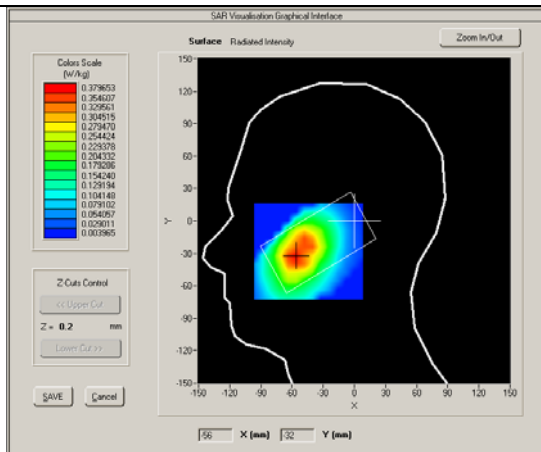 SAR Visualisation Graphical Interface
Surface Radiated Intensity
Zoom In/Out
Colors Scale
(W/kg)
0.379653
0.354607
0.329561
0.304515
0.279470
0.254424
0.229378
0.204332
0.179286
0.154240
0.129194
0.104148
0.079102
0.054057
0.029011
0.003965
Z Cuts Control
<< Upper Cut
Z = 0.2 mm
Lower Cut >>
SAVE Cancel
150
120
90
60
30
0
-30
-60
-90
-120
-150
Y
-150 -120 -90 -60 -30 0 30 60 90 120 150
X
-56 X (mm) -32 Y (mm)